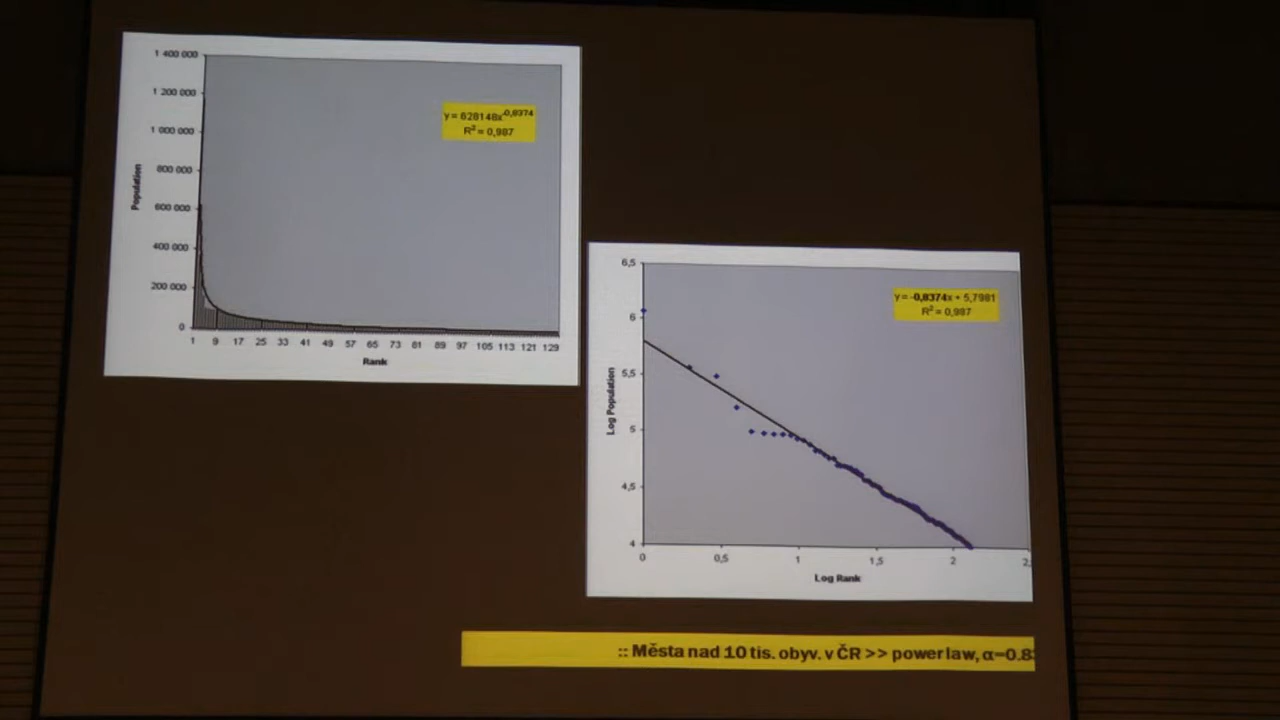 1 400 000
1 200 000
1 000 000
800 000
600 000
400 000
200 000
0
Population
y = 628148x^-0,8374
R² = 0,987
1 9 17 25 33 41 49 57 65 73 81 89 97 105 113 121 129
Rank
6,5
6
5,5
5
4,5
4
Log Population
y = -0,8374x + 5,7981
R² = 0,987
0 0,5 1 1,5 2 2,
Log Rank
:: Města nad 10 tis. obyv. v ČR >> power law, α=0.83